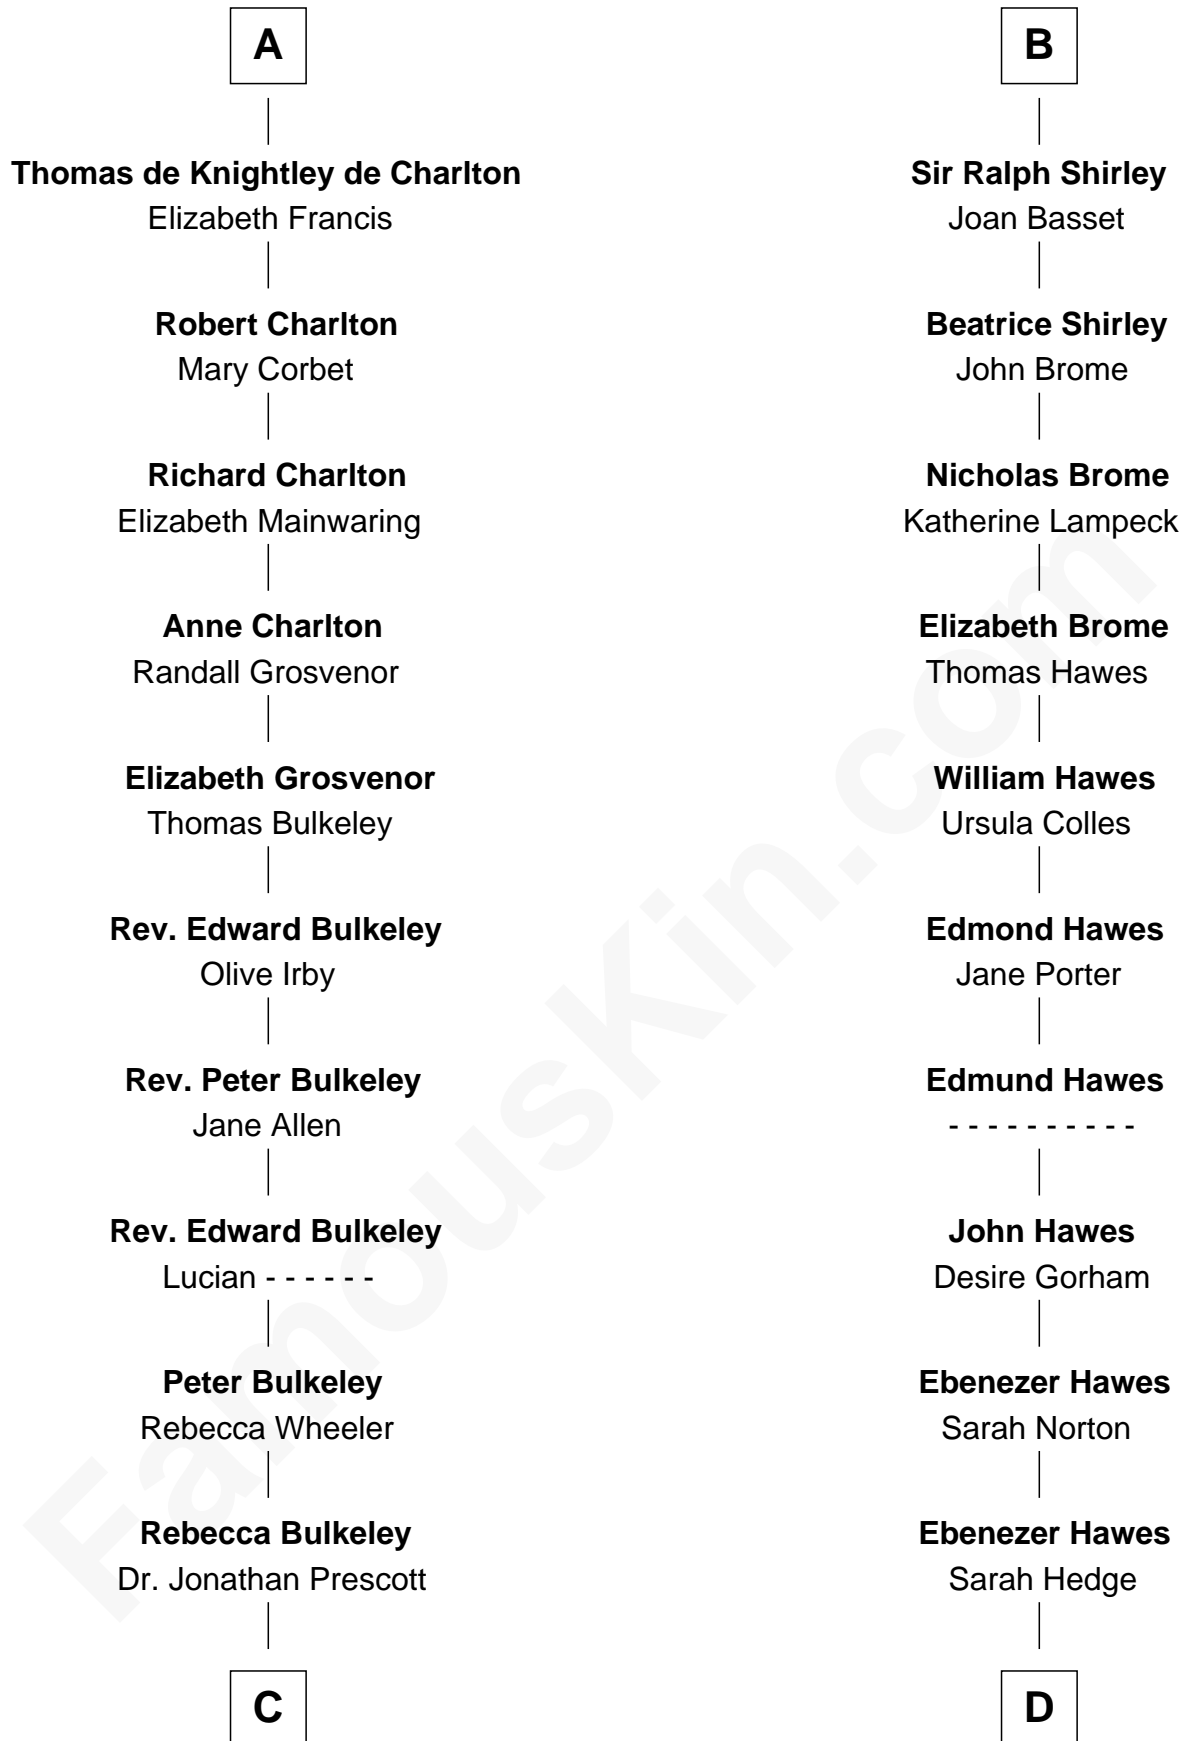 A
Thomas de Knightley de Charlton
Elizabeth Francis
Robert Charlton
Mary Corbet
Richard Charlton
Elizabeth Mainwaring
Anne Charlton
Randall Grosvenor
Elizabeth Grosvenor
Thomas Bulkeley
Rev. Edward Bulkeley
Olive Irby
Rev. Peter Bulkeley
Jane Allen
Rev. Edward Bulkeley
Lucian - - - - - -
Peter Bulkeley
Rebecca Wheeler
Rebecca Bulkeley
Dr. Jonathan Prescott
C
B
Sir Ralph Shirley
Joan Basset
Beatrice Shirley
John Brome
Nicholas Brome
Katherine Lampeck
Elizabeth Brome
Thomas Hawes
William Hawes
Ursula Colles
Edmond Hawes
Jane Porter
Edmund Hawes
- - - - - - - - - -
John Hawes
Desire Gorham
Ebenezer Hawes
Sarah Norton
Ebenezer Hawes
Sarah Hedge
D
FamousKin.com